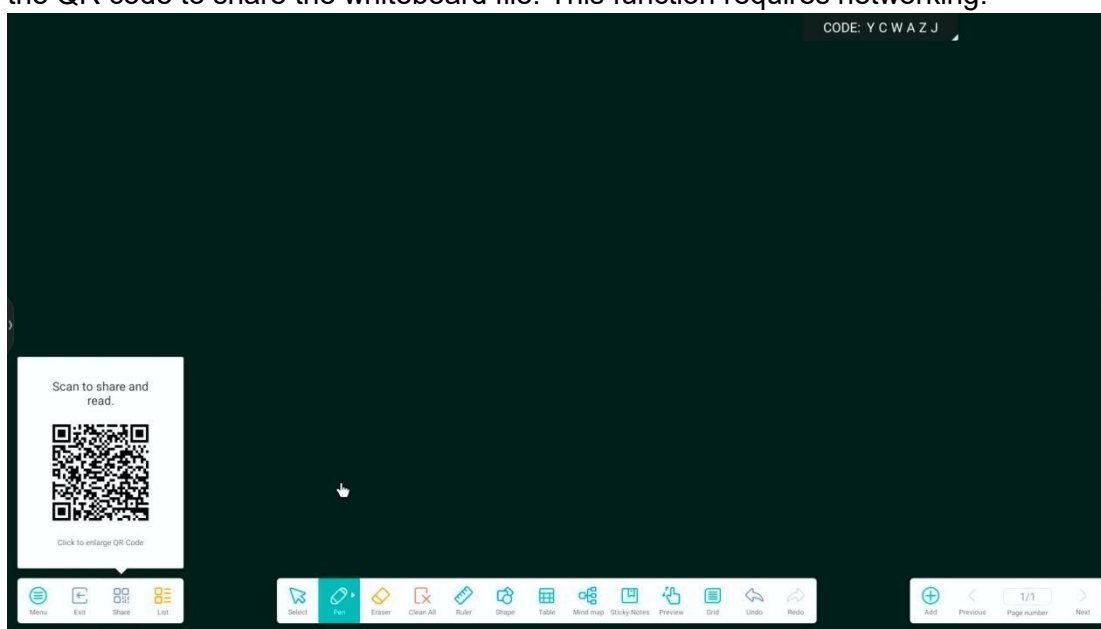 the QR code to share the whiteboard file. This function requires networking.
CODE: Y C W A Z J
Scan to share and
read.
Click to enlarge QR Code
Menu Exit Share List
Select Pen Eraser Clean All Ruler Shape Table Mind map Sticky Notes Preview Grid Undo Redo
1/1
Add Previous Page number Next